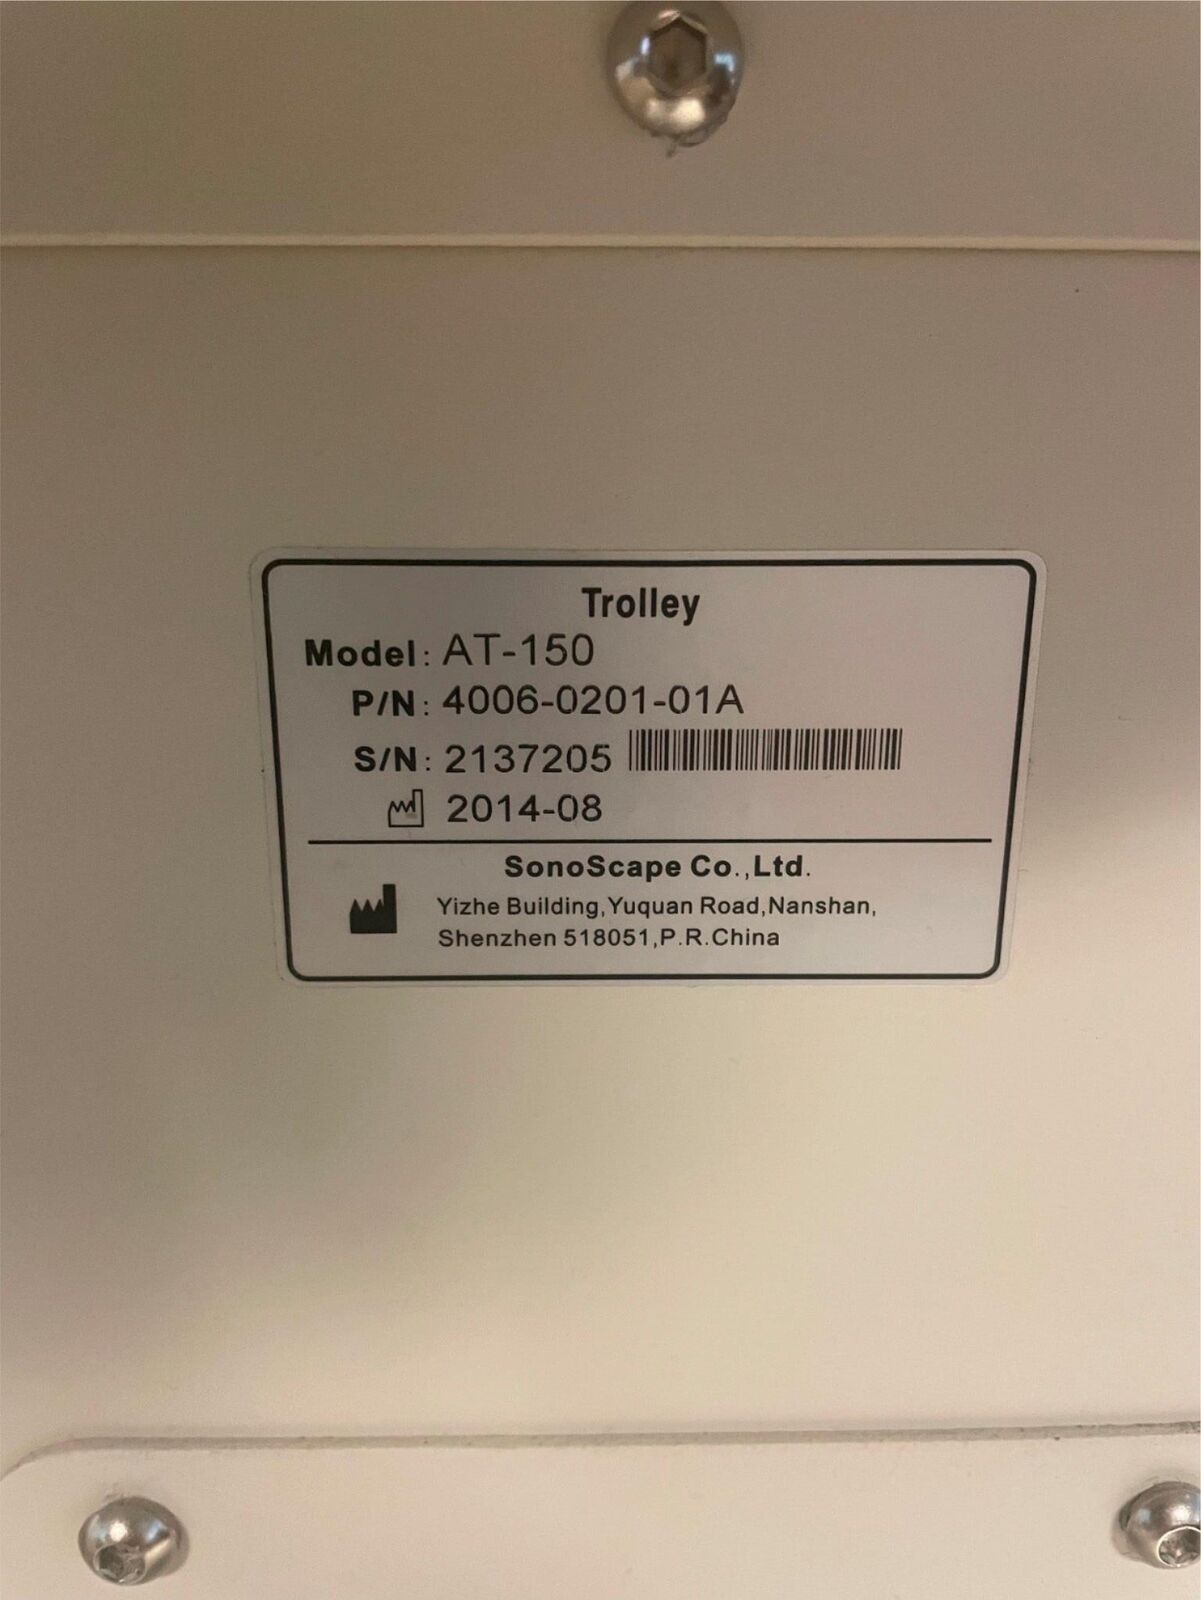 Trolley
Model: AT-150
P/N: 4006-0201-01A
S/N: 2137205
2014-08
SonoScape Co.,Ltd.
Yizhe Building,Yuquan Road,Nanshan,
Shenzhen 518051,P.R.China